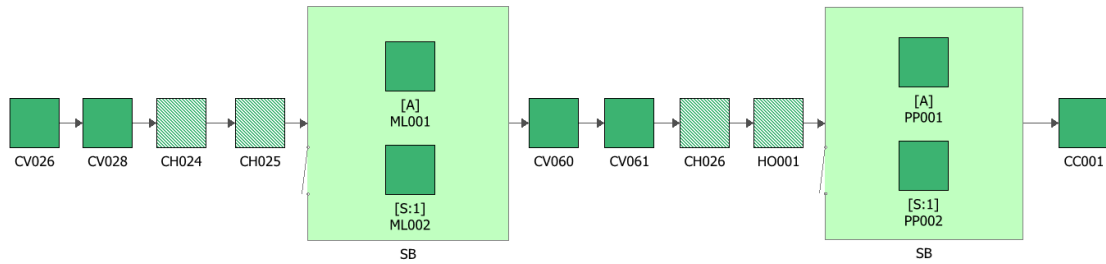 CV026
CV028
CH024
CH025
[A]
ML001
[S:1]
ML002
SB
CV060
CV061
CH026
HO001
[A]
PP001
[S:1]
PP002
SB
CC001